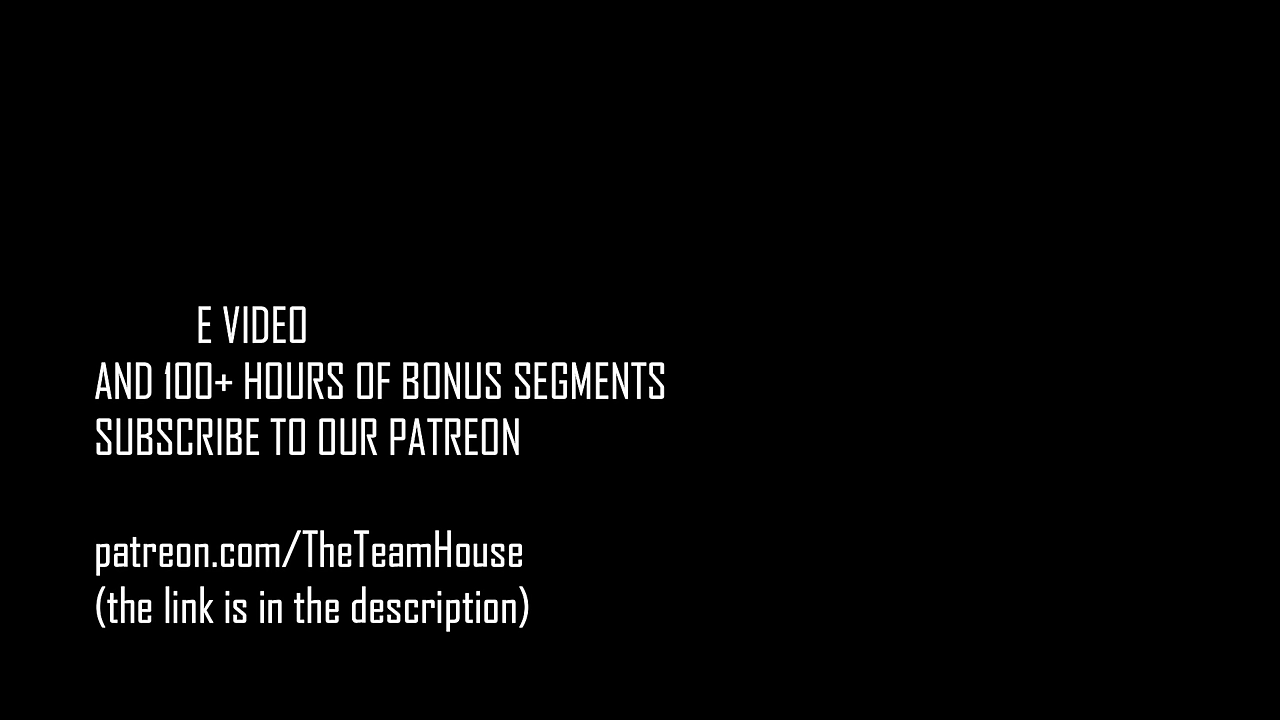 E VIDEO
AND 100+ HOURS OF BONUS SEGMENTS
SUBSCRIBE TO OUR PATREON
patreon.com/TheTeamHouse
(the link is in the description)